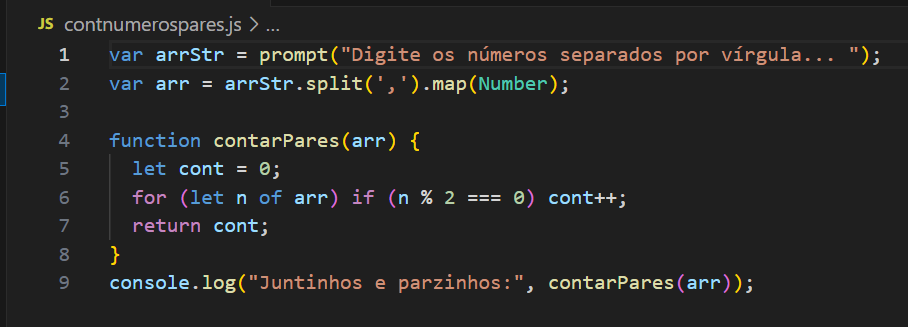 JS contnumerospares.js > ...
1 var arrStr = prompt("Digite os números separados por vírgula... ");
2 var arr = arrStr.split(',').map(Number);
3
4 function contarPares(arr) {
5 let cont = 0;
6 for (let n of arr) if (n % 2 === 0) cont++;
7 return cont;
8 }
9 console.log("Juntinhos e parzinhos:", contarPares(arr));